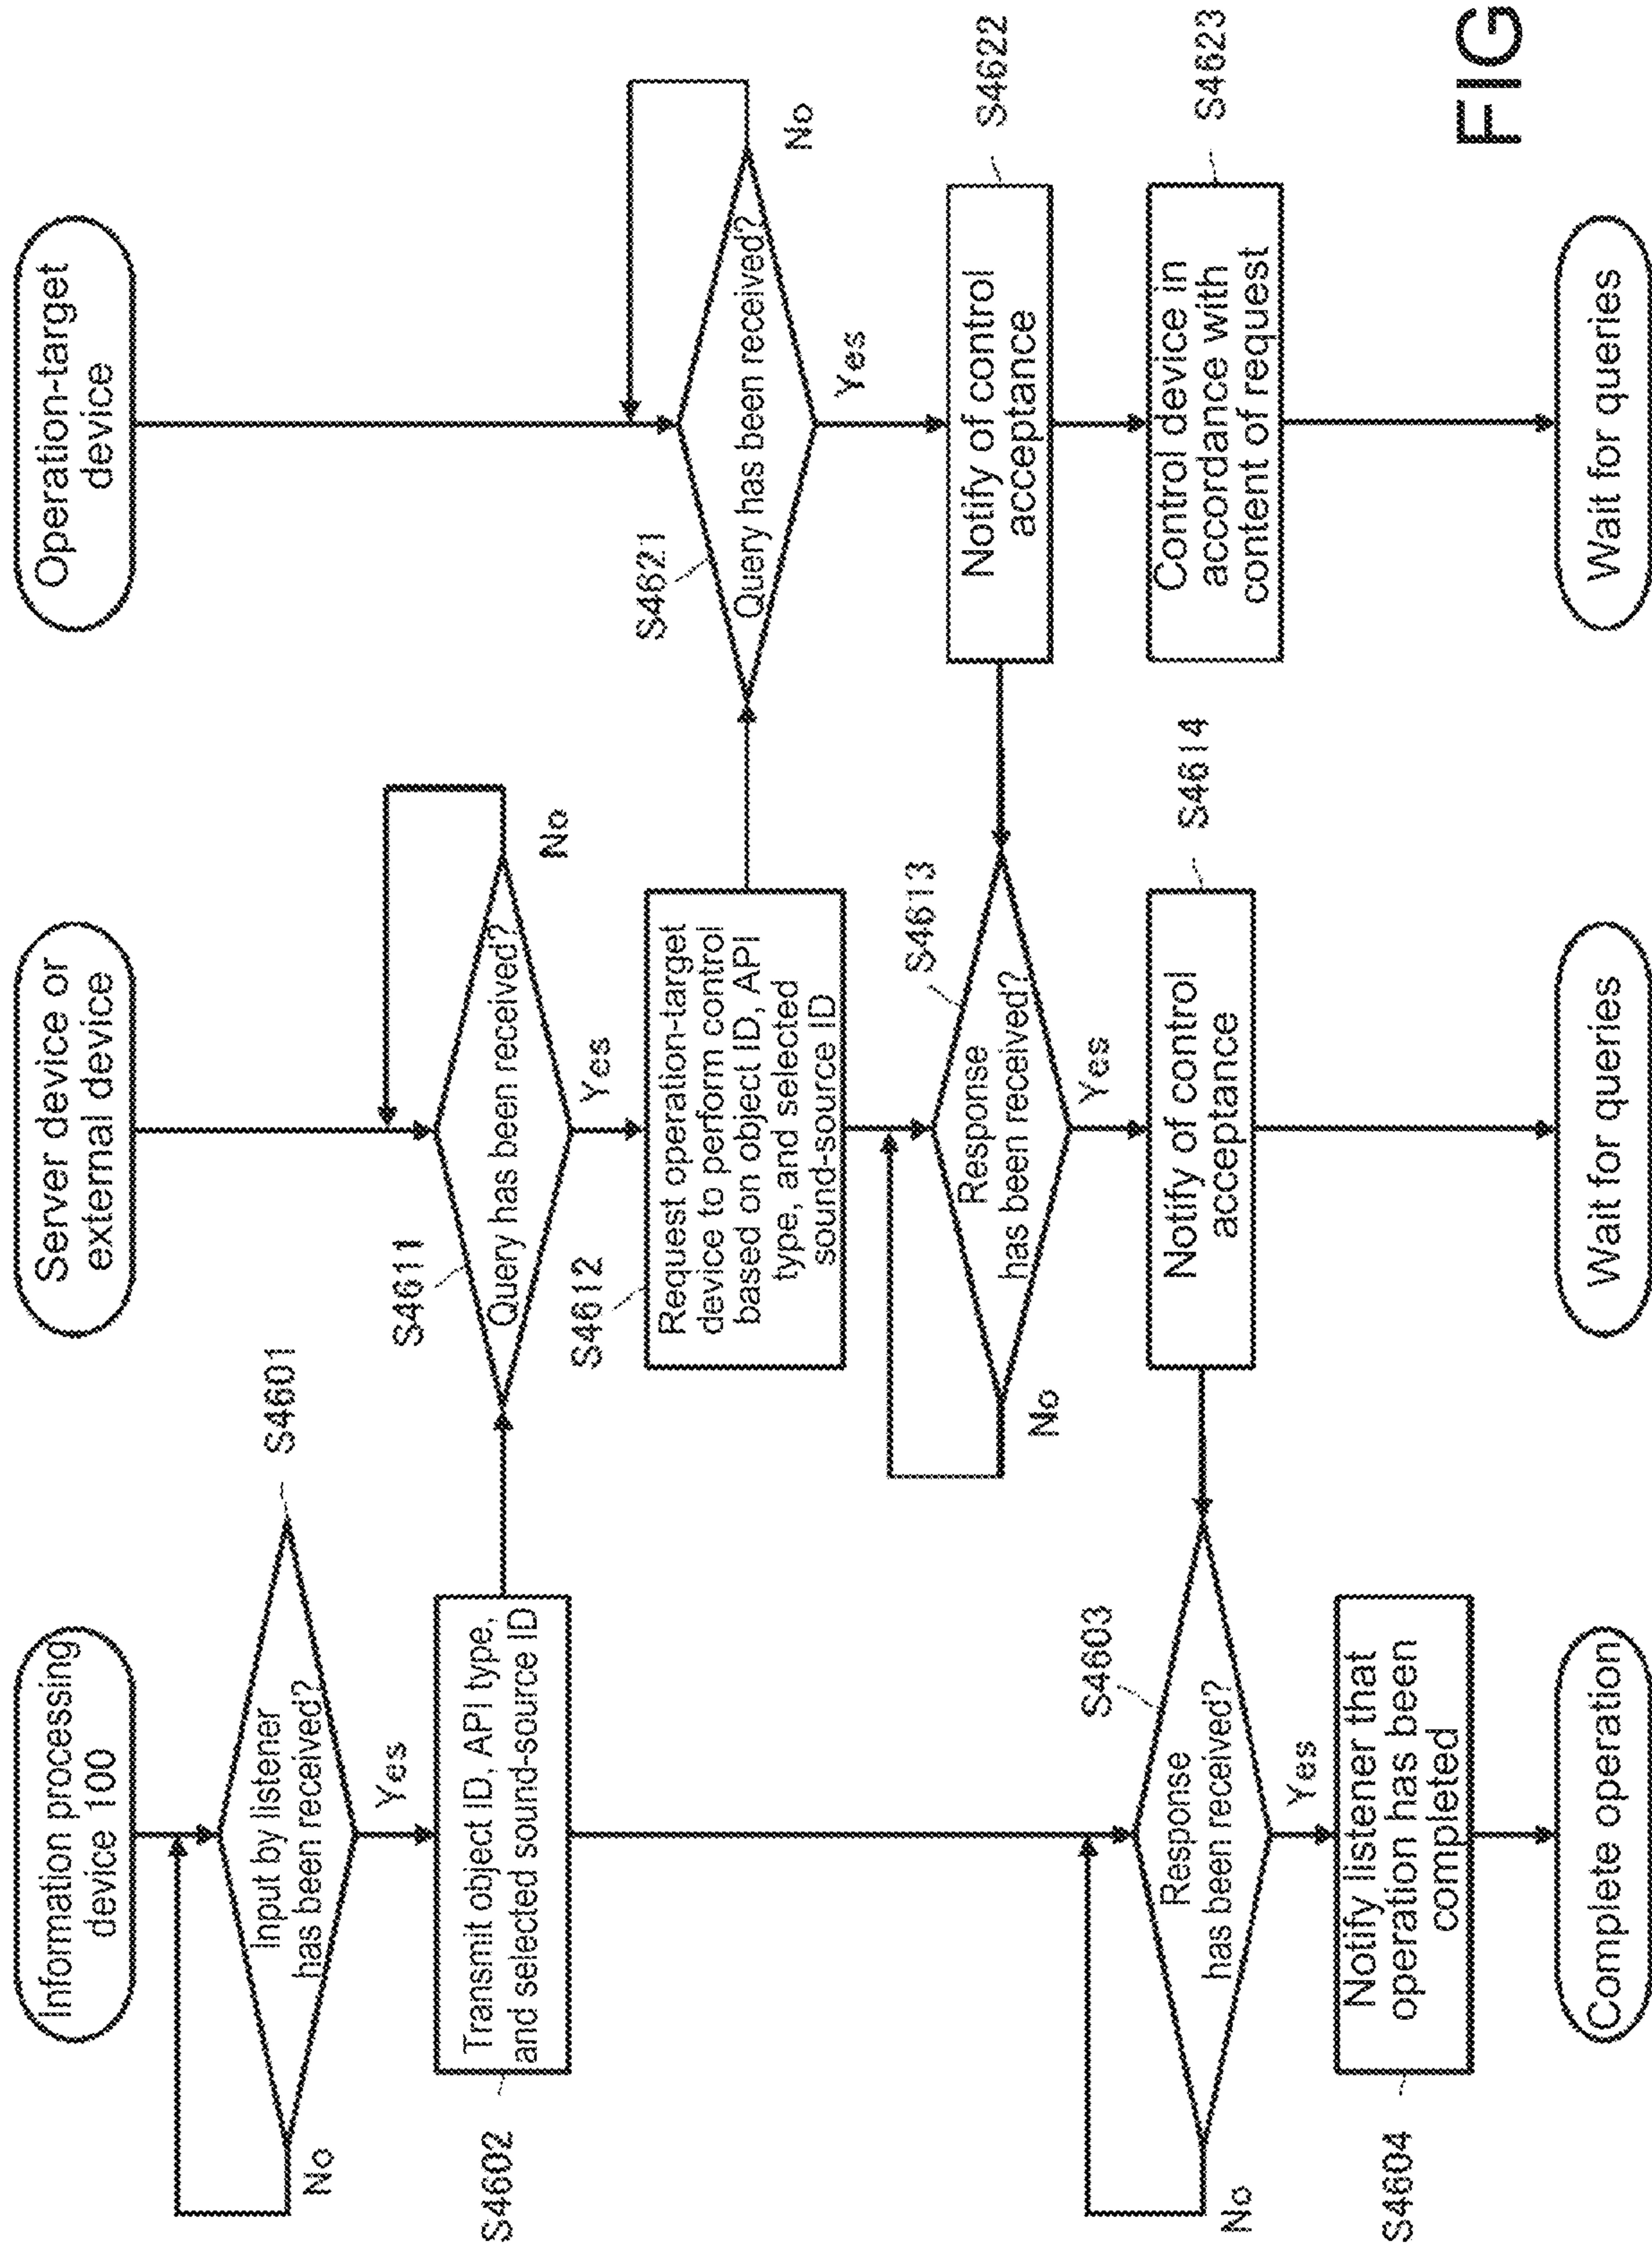 Information processing
device 100
Input by listener
has been received?
S4601
No
Yes
Transmit object ID, API type,
and selected sound-source ID
S4602
Response
has been received?
S4603
No
Yes
Notify listener that
operation has been
completed
S4604
Complete operation
Server device or
external device
Query has been received?
S4611
No
Yes
Request operation-target
device to perform control
based on object ID, API
type, and selected
sound-source ID
S4612
Response
has been received?
S4613
No
Yes
Notify of control
acceptance
S4614
Wait for queries
Operation-target
device
Query has been received?
S4621
No
Yes
Notify of control
acceptance
S4622
Control device in
accordance with
content of request
S4623
Wait for queries
FIG